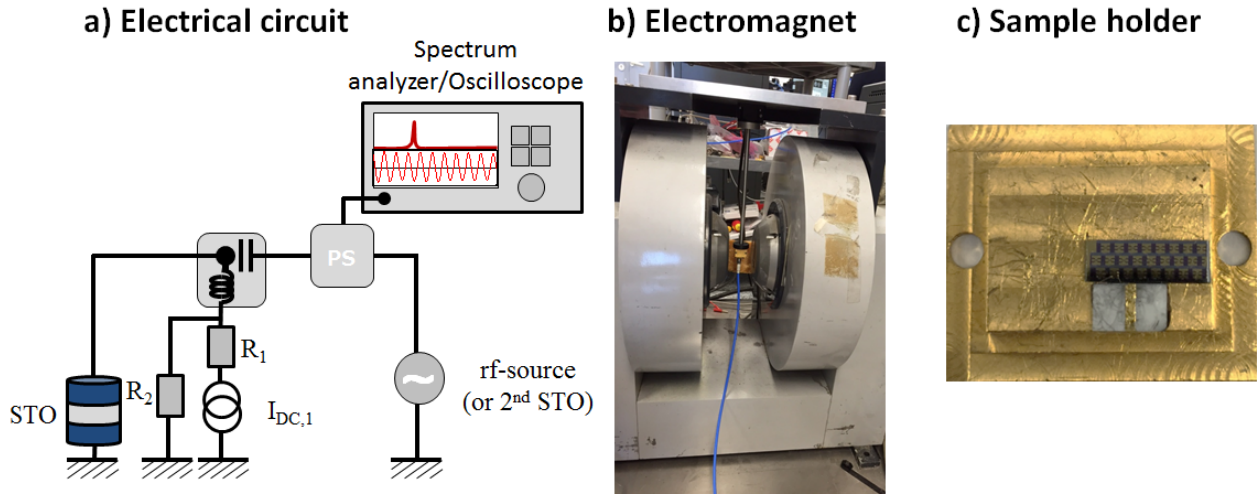 a) Electrical circuit
b) Electromagnet
c) Sample holder
Spectrum
analyzer/Oscilloscope
PS
R1
R2
STO
IDC,1
rf-source
(or 2nd STO)